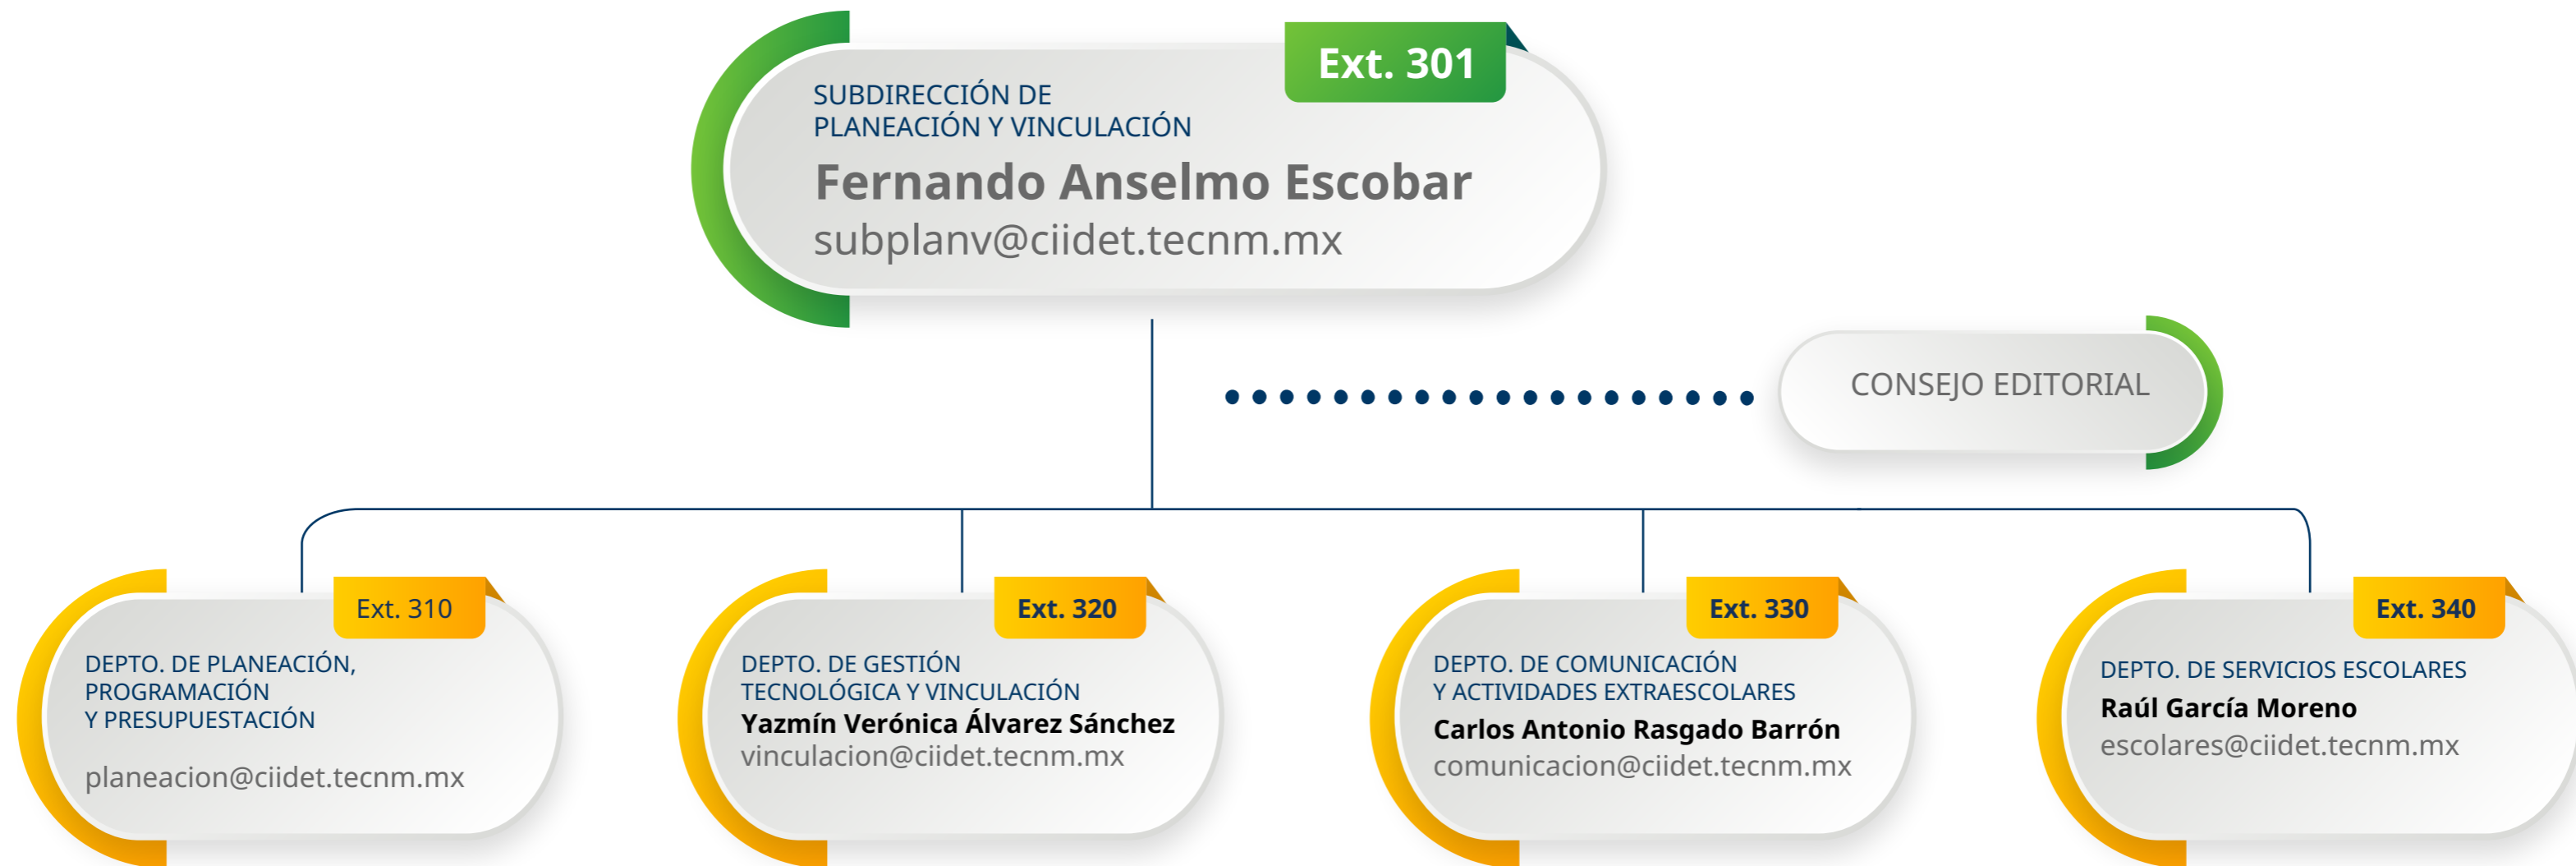 Ext. 301
SUBDIRECCIÓN DE
PLANEACIÓN Y VINCULACIÓN
Fernando Anselmo Escobar
subplanv@ciidet.tecnm.mx
CONSEJO EDITORIAL
Ext. 310
DEPTO. DE PLANEACIÓN,
PROGRAMACIÓN
Y PRESUPUESTACIÓN
planeacion@ciidet.tecnm.mx
Ext. 320
DEPTO. DE GESTIÓN
TECNOLÓGICA Y VINCULACIÓN
Yazmín Verónica Álvarez Sánchez
vinculacion@ciidet.tecnm.mx
Ext. 330
DEPTO. DE COMUNICACIÓN
Y ACTIVIDADES EXTRAESCOLARES
Carlos Antonio Rasgado Barrón
comunicacion@ciidet.tecnm.mx
Ext. 340
DEPTO. DE SERVICIOS ESCOLARES
Raúl García Moreno
escolares@ciidet.tecnm.mx